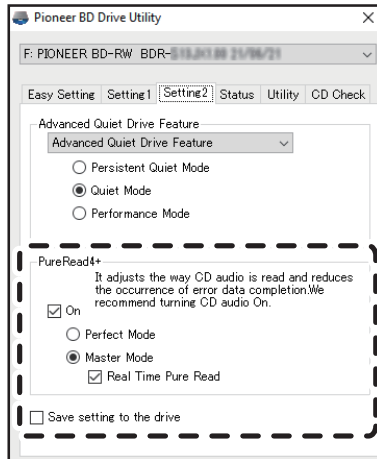 Pioneer BD Drive Utility
F: PIONEER BD-RW BDR-
Easy Setting Setting1 Setting2 Status Utility CD Check
Advanced Quiet Drive Feature
Advanced Quiet Drive Feature
Persistent Quiet Mode
Quiet Mode
Performance Mode
PureRead4+
It adjusts the way CD audio is read and reduces
the occurrence of error data completion.We
recommend turning CD audio On.
On
Perfect Mode
Master Mode
Real Time Pure Read
Save setting to the drive